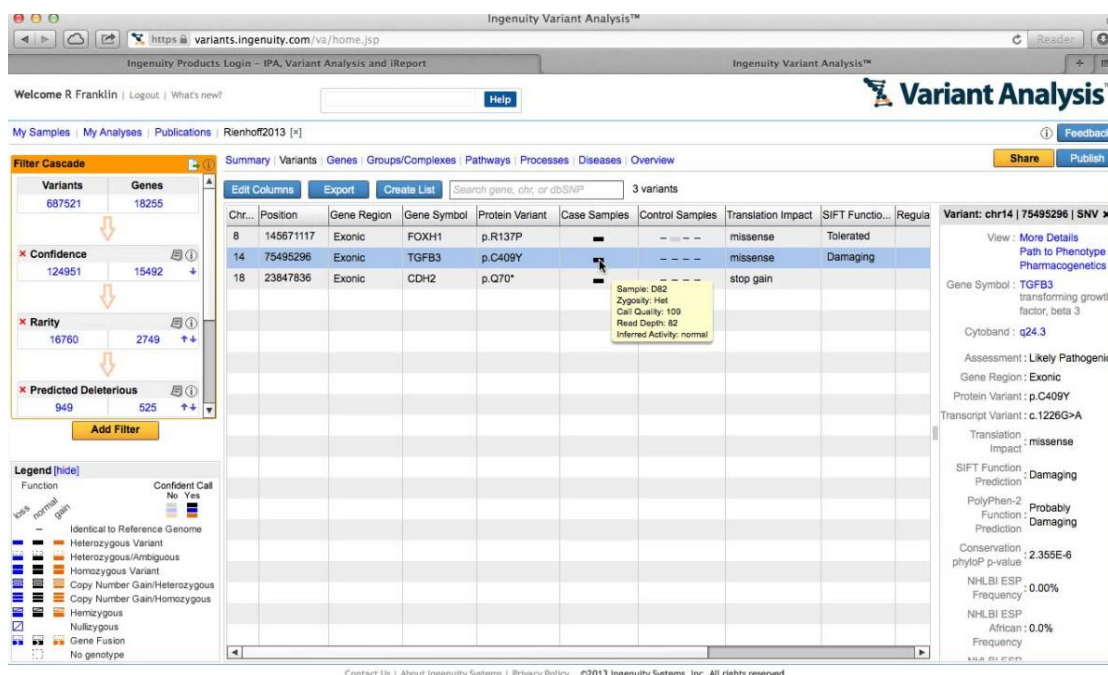 Ingenuity Variant Analysis™
https variants.ingenuity.com/va/home.jsp
Reader
Ingenuity Products Login – IPA, Variant Analysis and iReport
Ingenuity Variant Analysis™
Welcome R Franklin | Logout | What's new?
Help
Variant Analysis
My Samples | My Analyses | Publications | Rienhoff2013 [×]
Feedback
Filter Cascade
Summary | Variants | Genes | Groups/Complexes | Pathways | Processes | Diseases | Overview
Share Publish
Variants Genes
687521 18255
Confidence
124951 15492
Rarity
16760 2749
Predicted Deleterious
949 525
Add Filter
Edit Columns Export Create List Search gene, chr, or dbSNP 3 variants
Chr... Position Gene Region Gene Symbol Protein Variant Case Samples Control Samples Translation Impact SIFT Functio... Regula
8 145671117 Exonic FOXH1 p.R137P missense Tolerated
14 75495296 Exonic TGFB3 p.C409Y missense Damaging
18 23847836 Exonic CDH2 p.Q70* stop gain
Sample: D82
Zygosity: Het
Call Quality: 109
Read Depth: 82
Inferred Activity: normal
Variant: chr14 | 75495296 | SNV ×
View : More Details
Path to Phenotype
Pharmacogenetics
Gene Symbol : TGFB3
transforming growth
factor, beta 3
Cytoband : q24.3
Assessment : Likely Pathogenic
Gene Region : Exonic
Protein Variant : p.C409Y
Transcript Variant : c.1226G>A
Translation
Impact : missense
SIFT Function
Prediction : Damaging
PolyPhen-2
Function : Probably
Prediction Damaging
Conservation
phyloP p-value : 2.355E-6
NHLBI ESP
Frequency : 0.00%
NHLBI ESP
African : 0.0%
Frequency
NHLBI ESP
Legend [hide]
Function Confident Call
No Yes
loss normal gain
Identical to Reference Genome
Heterozygous Variant
Heterozygous/Ambiguous
Homozygous Variant
Copy Number Gain/Heterozygous
Copy Number Gain/Homozygous
Hemizygous
Nullizygous
Gene Fusion
No genotype
Contact Us | About Ingenuity Systems | Privacy Policy ©2013 Ingenuity Systems, Inc. All rights reserved.